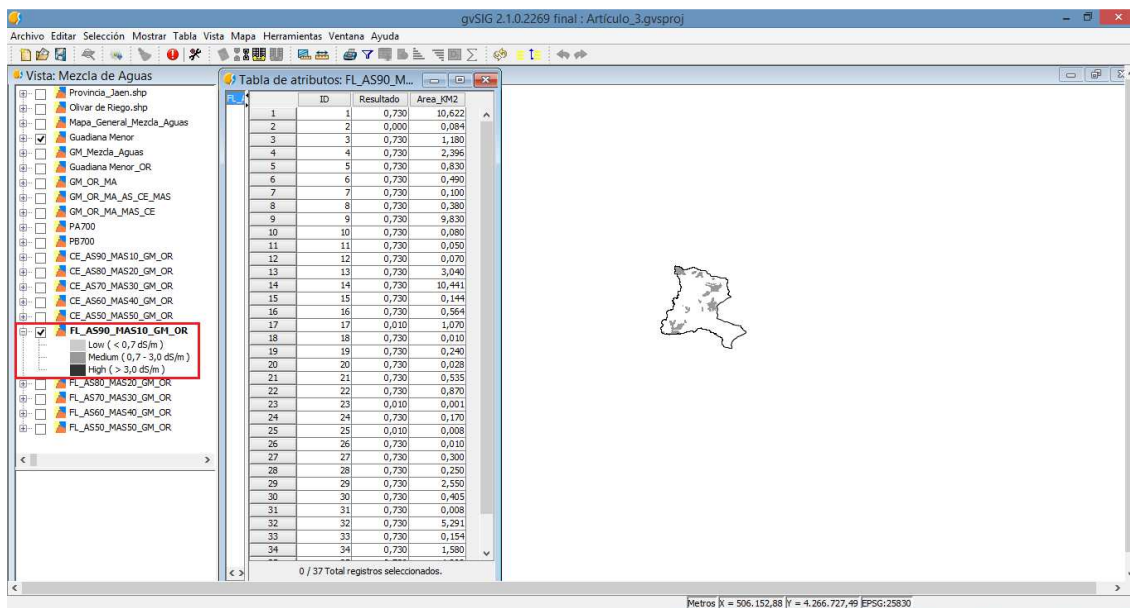 gvSIG 2.1.0.2269 final : Artículo_3.gvsproj
Archivo Editar Selección Mostrar Tabla Vista Mapa Herramientas Ventana Ayuda
Vista: Mezcla de Aguas
Provincia_Jaen.shp
Olivar de Riego.shp
Mapa_General_Mezcla_Aguas
Guadiana Menor
GM_Mezcla_Aguas
Guadiana Menor_OR
GM_OR_MA
GM_OR_MA_AS_CE_MAS
GM_OR_MA_MAS_CE
PA700
PB700
CE_AS90_MAS10_GM_OR
CE_AS80_MAS20_GM_OR
CE_AS70_MAS30_GM_OR
CE_AS60_MAS40_GM_OR
CE_AS50_MAS50_GM_OR
FL_AS90_MAS10_GM_OR
Low ( < 0,7 dS/m )
Medium ( 0,7 - 3,0 dS/m )
High ( > 3,0 dS/m )
FL_AS80_MAS20_GM_OR
FL_AS70_MAS30_GM_OR
FL_AS60_MAS40_GM_OR
FL_AS50_MAS50_GM_OR
Tabla de atributos: FL_AS90_M...
ID Resultado Area_KM2
1 1 0,730 10,622
2 2 0,000 0,084
3 3 0,730 1,180
4 4 0,730 2,396
5 5 0,730 0,830
6 6 0,730 0,490
7 7 0,730 0,100
8 8 0,730 0,380
9 9 0,730 9,830
10 10 0,730 0,080
11 11 0,730 0,050
12 12 0,730 0,070
13 13 0,730 3,040
14 14 0,730 10,441
15 15 0,730 0,144
16 16 0,730 0,564
17 17 0,010 1,070
18 18 0,730 0,010
19 19 0,730 0,240
20 20 0,730 0,028
21 21 0,730 0,535
22 22 0,730 0,870
23 23 0,010 0,001
24 24 0,730 0,170
25 25 0,010 0,008
26 26 0,730 0,010
27 27 0,730 0,300
28 28 0,730 0,250
29 29 0,730 2,550
30 30 0,730 0,405
31 31 0,730 0,008
32 32 0,730 5,291
33 33 0,730 0,154
34 34 0,730 1,580
0 / 37 Total registros seleccionados.
Metros X = 506.152,88 Y = 4.266.727,49 EPSG:25830